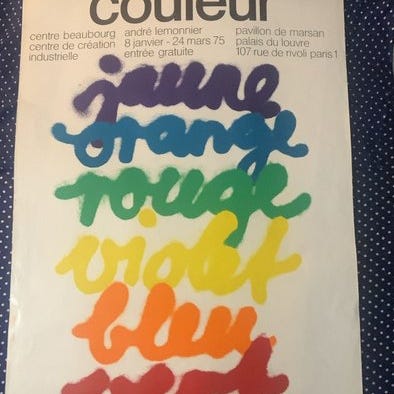 couleur
centre beaubourg andré lemonnier pavillon de marsan
centre de création 8 janvier - 24 mars 75 palais du louvre
industrielle entrée gratuite 107 rue de rivoli paris 1
jaune
orange
rouge
violet
bleu
vert